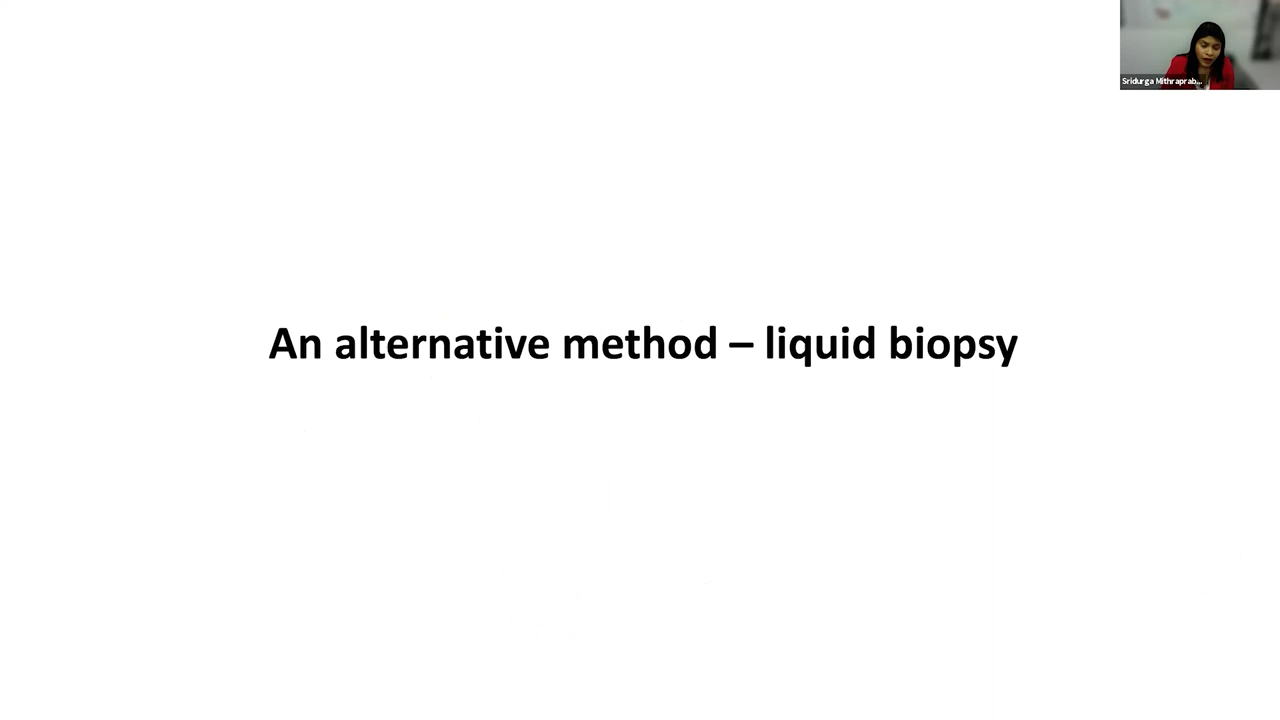 Sridurga Mithraprab...
An alternative method – liquid biopsy